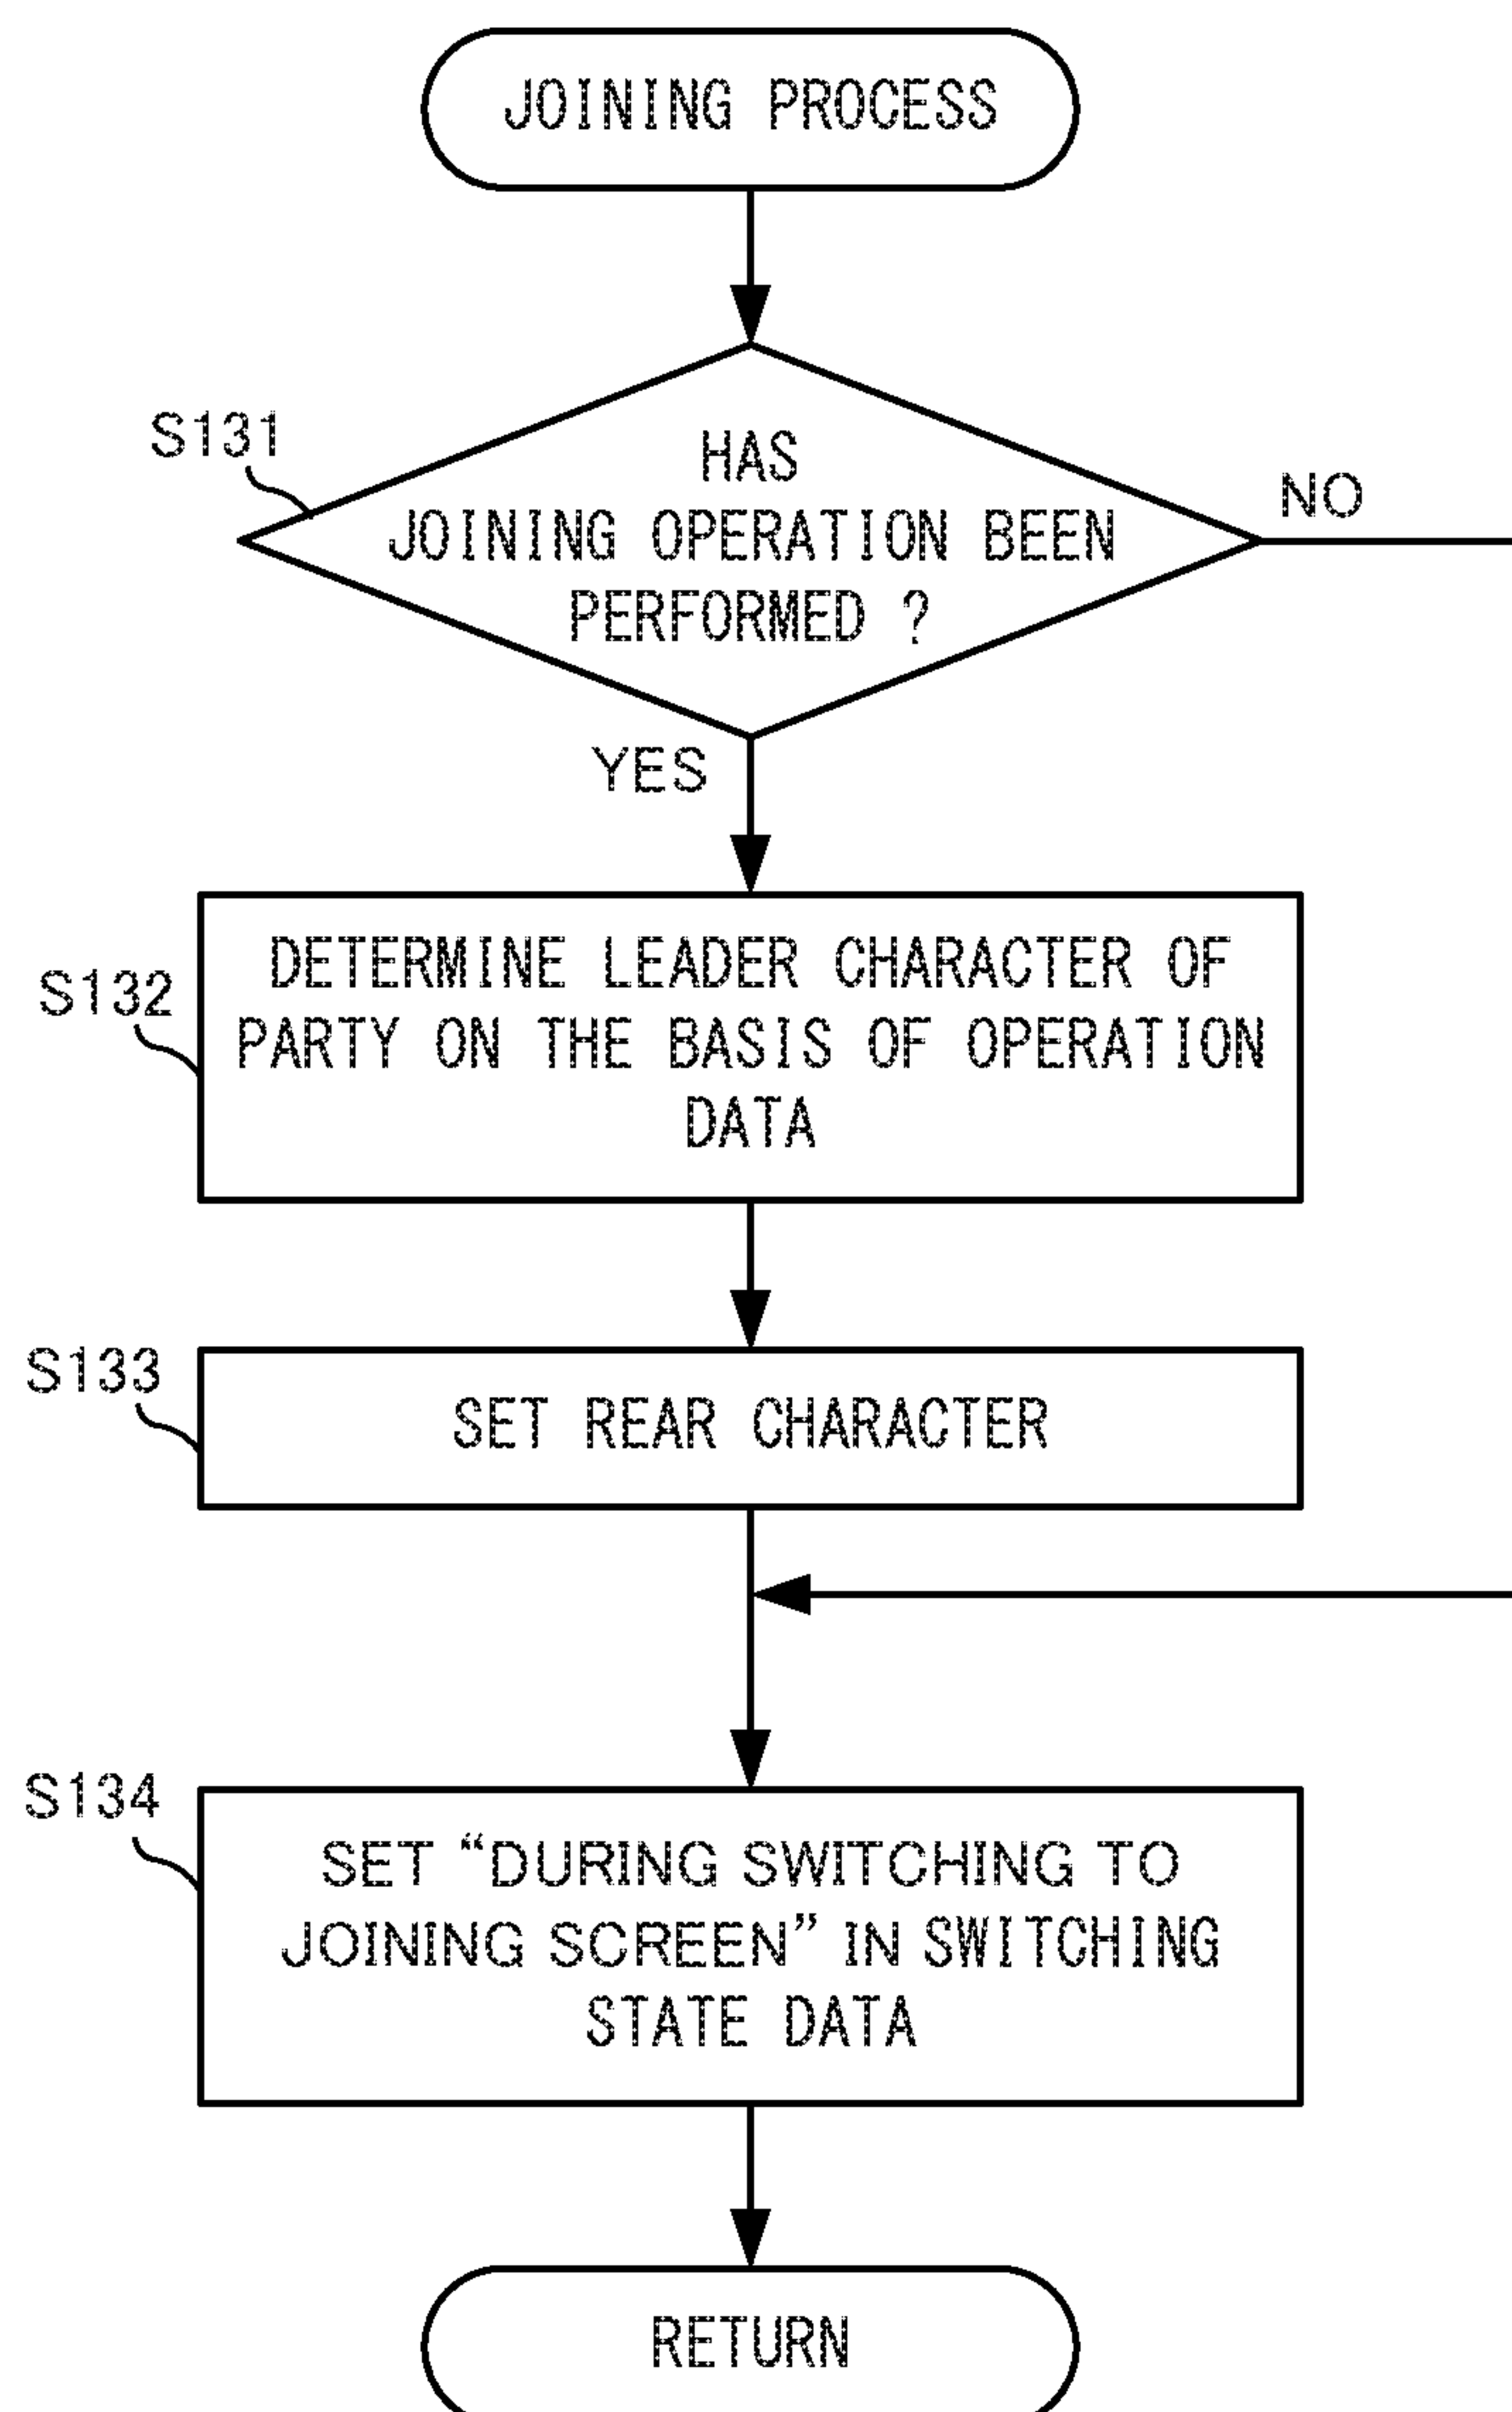 JOINING PROCESS
S131
HAS
JOINING OPERATION BEEN
PERFORMED ?
NO
YES
S132
DETERMINE LEADER CHARACTER OF
PARTY ON THE BASIS OF OPERATION
DATA
S133
SET REAR CHARACTER
S134
SET “DURING SWITCHING TO
JOINING SCREEN” IN SWITCHING
STATE DATA
RETURN